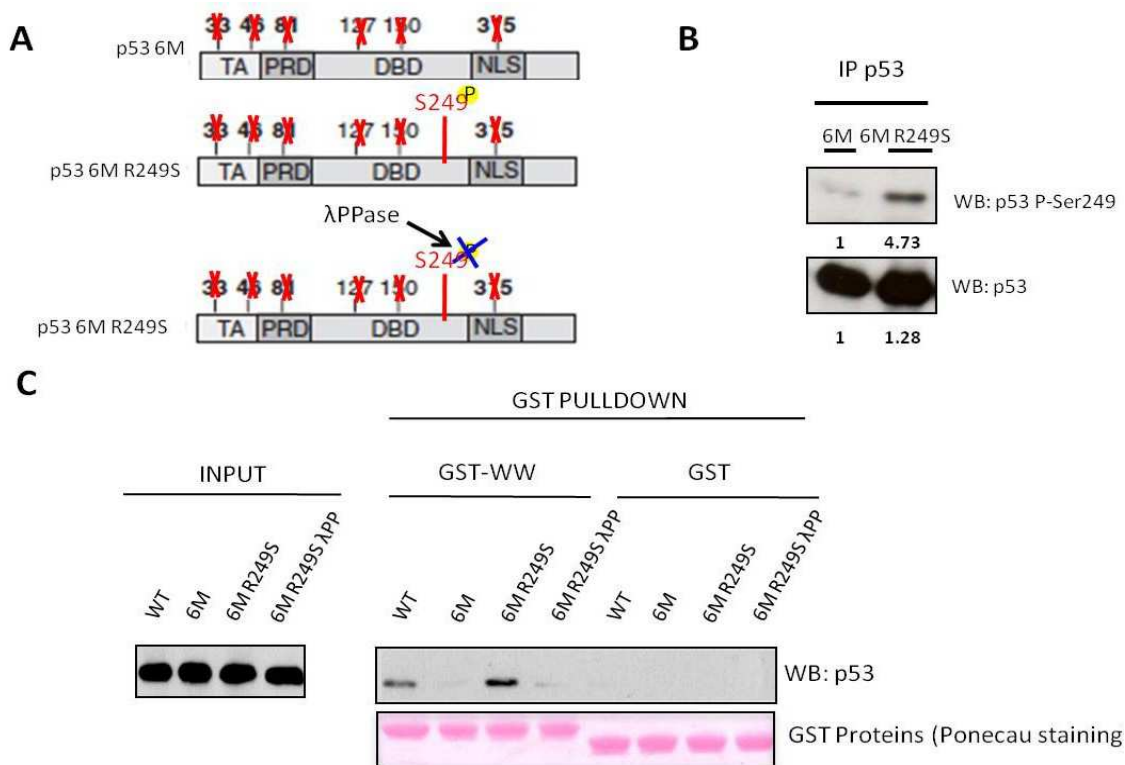 A
p53 6M
33 46 81 127 150 315
TA PRD DBD NLS
S249 P
p53 6M R249S
33 46 81 127 150 315
TA PRD DBD NLS
λPPase
S249 P
p53 6M R249S
33 46 81 127 150 315
TA PRD DBD NLS
B
IP p53
6M 6M R249S
WB: p53 P-Ser249
1 4.73
WB: p53
1 1.28
C
GST PULLDOWN
INPUT GST-WW GST
WT 6M 6M R249S 6M R249S λPP WT 6M 6M R249S 6M R249S λPP WT 6M 6M R249S 6M R249S λPP
WB: p53
GST Proteins (Ponecau staining